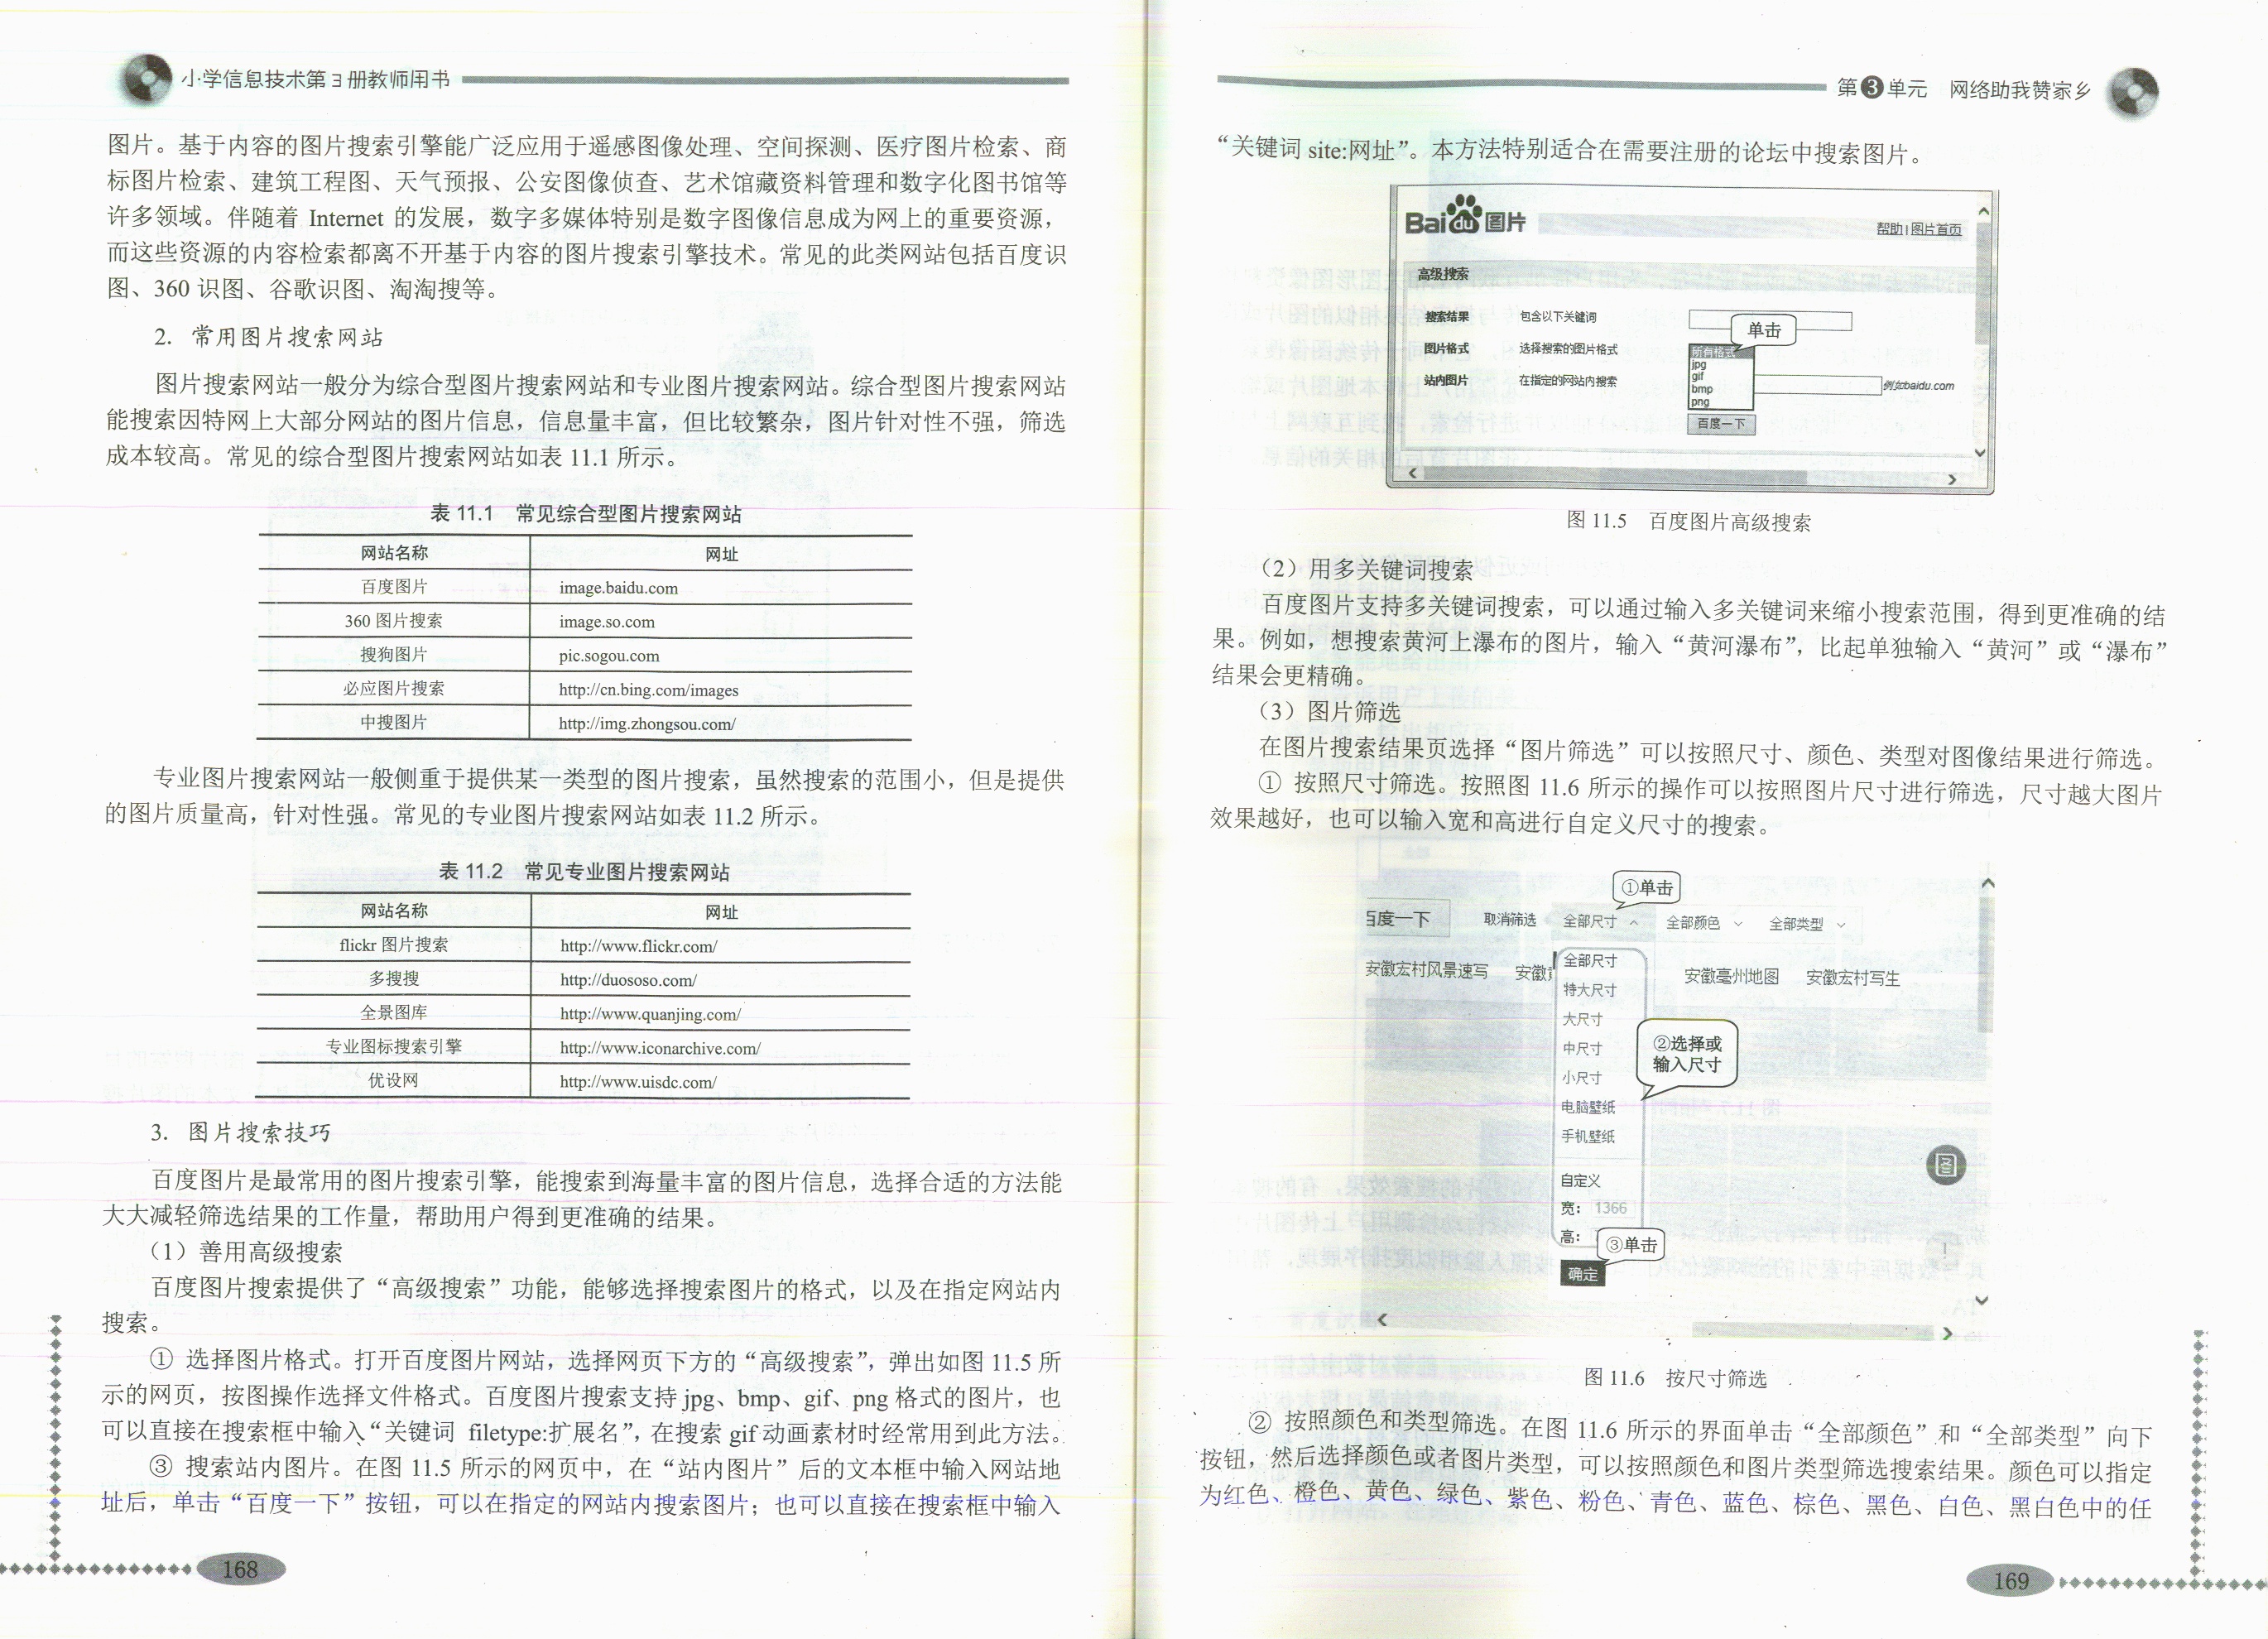 小学信息技术第3册教师用书
图片。基于内容的图片搜索引擎能广泛应用于遥感图像处理、空间探测、医疗图片检索、商
标图片检索、建筑工程图、天气预报、公安图像侦查、艺术馆藏资料管理和数字化图书馆等
许多领域。伴随着 Internet 的发展，数字多媒体特别是数字图像信息成为网上的重要资源，
而这些资源的内容检索都离不开基于内容的图片搜索引擎技术。常见的此类网站包括百度识
图、360 识图、谷歌识图、淘淘搜等。
2. 常用图片搜索网站
图片搜索网站一般分为综合型图片搜索网站和专业图片搜索网站。综合型图片搜索网站
能搜索因特网上大部分网站的图片信息，信息量丰富，但比较繁杂，图片针对性不强，筛选
成本较高。常见的综合型图片搜索网站如表 11.1 所示。
表 11.1 常见综合型图片搜索网站
网站名称 网址
百度图片 image.baidu.com
360 图片搜索 image.so.com
搜狗图片 pic.sogou.com
必应图片搜索 http://cn.bing.com/images
中搜图片 http://img.zhongsou.com/
专业图片搜索网站一般侧重于提供某一类型的图片搜索，虽然搜索的范围小，但是提供
的图片质量高，针对性强。常见的专业图片搜索网站如表 11.2 所示。
表 11.2 常见专业图片搜索网站
网站名称 网址
flickr 图片搜索 http://www.flickr.com/
多搜搜 http://duososo.com/
全景图库 http://www.quanjing.com/
专业图标搜索引擎 http://www.iconarchive.com/
优设网 http://www.uisdc.com/
3. 图片搜索技巧
百度图片是最常用的图片搜索引擎，能搜索到海量丰富的图片信息，选择合适的方法能
大大减轻筛选结果的工作量，帮助用户得到更准确的结果。
（1）善用高级搜索
百度图片搜索提供了“高级搜索”功能，能够选择搜索图片的格式，以及在指定网站内
搜索。
① 选择图片格式。打开百度图片网站，选择网页下方的“高级搜索”，弹出如图 11.5 所
示的网页，按图操作选择文件格式。百度图片搜索支持 jpg、bmp、gif、png 格式的图片，也
可以直接在搜索框中输入“关键词 filetype:扩展名”，在搜索 gif 动画素材时经常用到此方法。
③ 搜索站内图片。在图 11.5 所示的网页中，在“站内图片”后的文本框中输入网站地
址后，单击“百度一下”按钮，可以在指定的网站内搜索图片；也可以直接在搜索框中输入
168
第3单元 网络助我赞家乡
“关键词 site:网址”。本方法特别适合在需要注册的论坛中搜索图片。
Bai du 图片
帮助 | 图片首页
高级搜索
搜索结果 包含以下关键词
单击
图片格式 选择搜索的图片格式 所有格式
jpg
gif
bmp
png
站内图片 在指定的网站内搜索 例如baidu.com
百度一下
图 11.5 百度图片高级搜索
（2）用多关键词搜索
百度图片支持多关键词搜索，可以通过输入多关键词来缩小搜索范围，得到更准确的结
果。例如，想搜索黄河上瀑布的图片，输入“黄河瀑布”，比起单独输入“黄河”或“瀑布”
结果会更精确。
（3）图片筛选
在图片搜索结果页选择“图片筛选”可以按照尺寸、颜色、类型对图像结果进行筛选。
① 按照尺寸筛选。按照图 11.6 所示的操作可以按照图片尺寸进行筛选，尺寸越大图片
效果越好，也可以输入宽和高进行自定义尺寸的搜索。
①单击
百度一下 取消筛选 全部尺寸 全部颜色 全部类型
安徽宏村风景速写 安徽 安徽亳州地图 安徽宏村写生
全部尺寸
特大尺寸
大尺寸
中尺寸
小尺寸
电脑壁纸
手机壁纸
②选择或
输入尺寸
自定义
宽： 1366
高：
③单击
确定
图 11.6 按尺寸筛选
② 按照颜色和类型筛选。在图 11.6 所示的界面单击“全部颜色”和“全部类型”向下
按钮，然后选择颜色或者图片类型，可以按照颜色和图片类型筛选搜索结果。颜色可以指定
为红色、橙色、黄色、绿色、紫色、粉色、青色、蓝色、棕色、黑色、白色、黑白色中的任
169